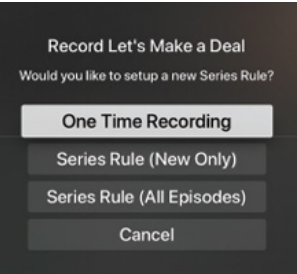 Record Let's Make a Deal
Would you like to setup a new Series Rule?
One Time Recording
Series Rule (New Only)
Series Rule (All Episodes)
Cancel